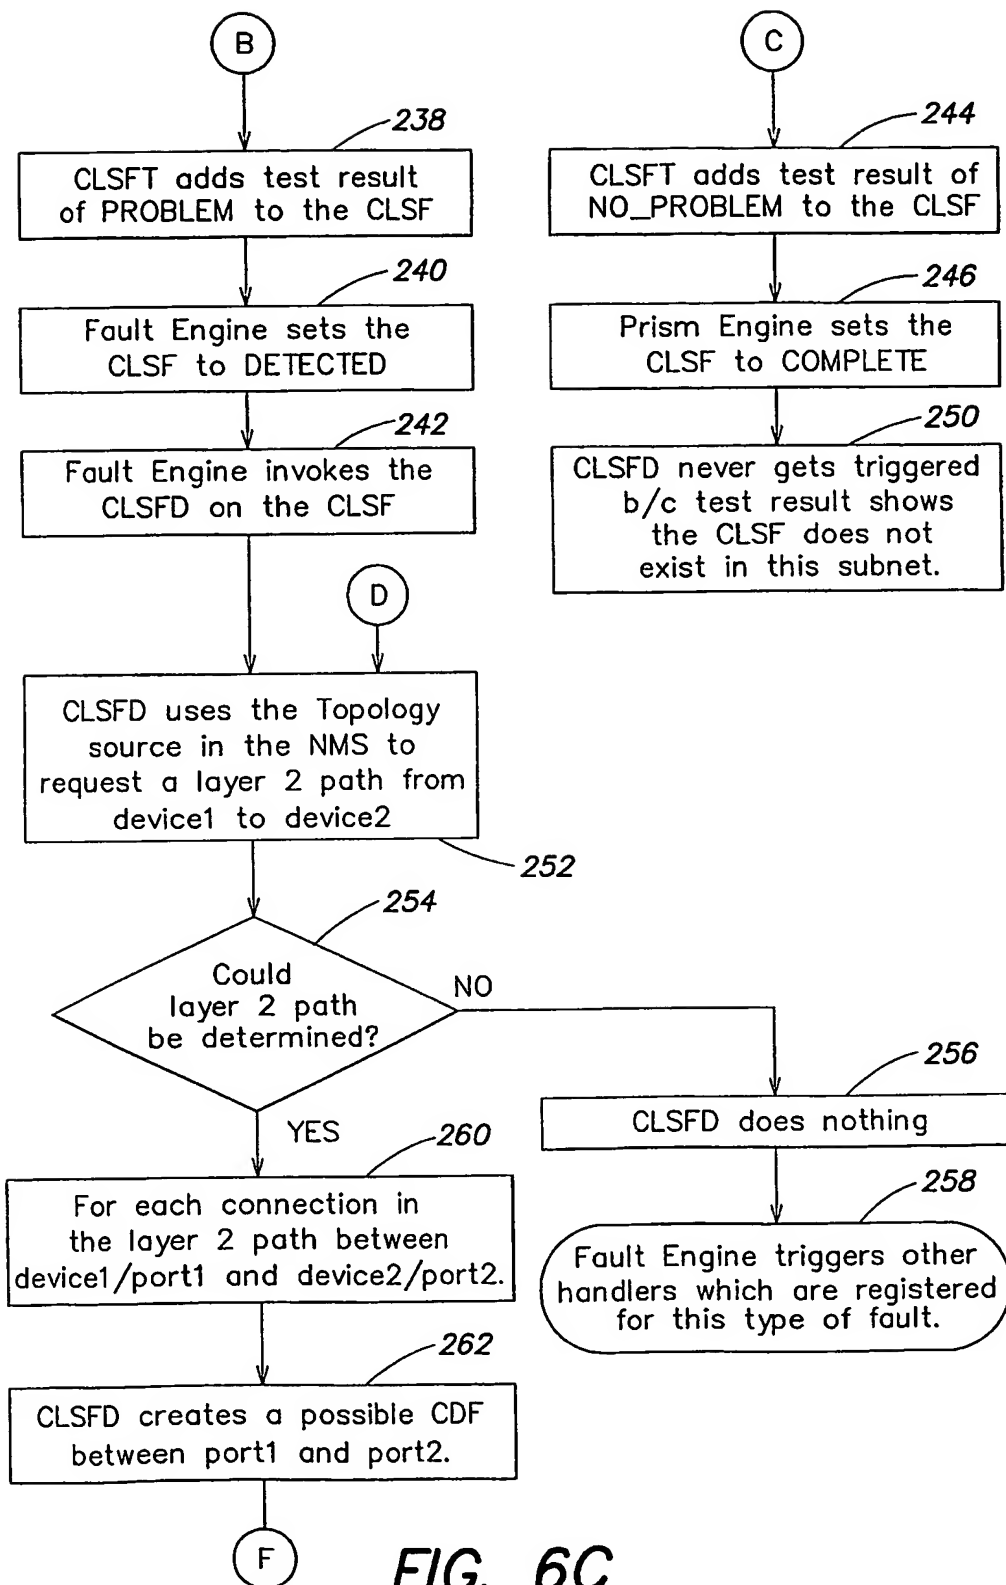 B
238
CLSFT adds test result
of PROBLEM to the CLSF
240
Fault Engine sets the
CLSF to DETECTED
242
Fault Engine invokes the
CLSFD on the CLSF
C
244
CLSFT adds test result of
NO_PROBLEM to the CLSF
246
Prism Engine sets the
CLSF to COMPLETE
250
CLSFD never gets triggered
b/c test result shows
the CLSF does not
exist in this subnet.
D
CLSFD uses the Topology
source in the NMS to
request a layer 2 path from
device1 to device2
252
254
Could
layer 2 path
be determined?
NO
YES
256
CLSFD does nothing
258
Fault Engine triggers other
handlers which are registered
for this type of fault.
260
For each connection in
the layer 2 path between
device1/port1 and device2/port2.
262
CLSFD creates a possible CDF
between port1 and port2.
F
FIG. 6C